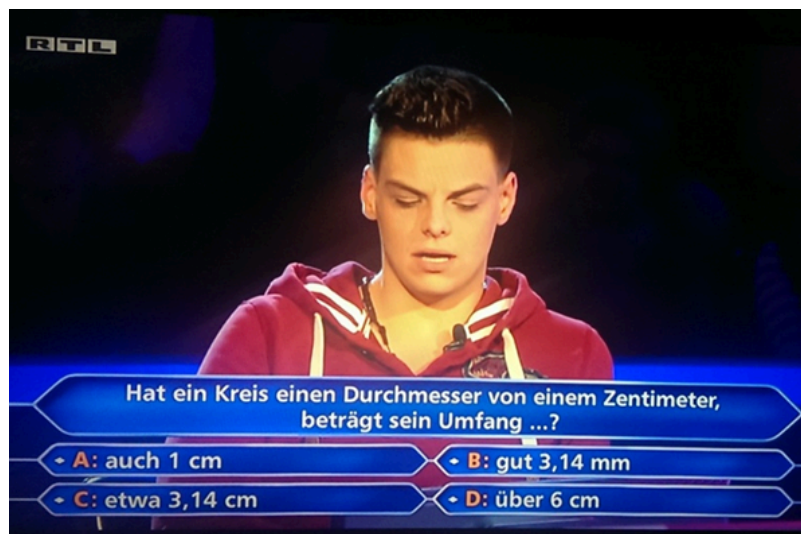 RTL
Hat ein Kreis einen Durchmesser von einem Zentimeter,
beträgt sein Umfang ...?
A: auch 1 cm
B: gut 3,14 mm
C: etwa 3,14 cm
D: über 6 cm